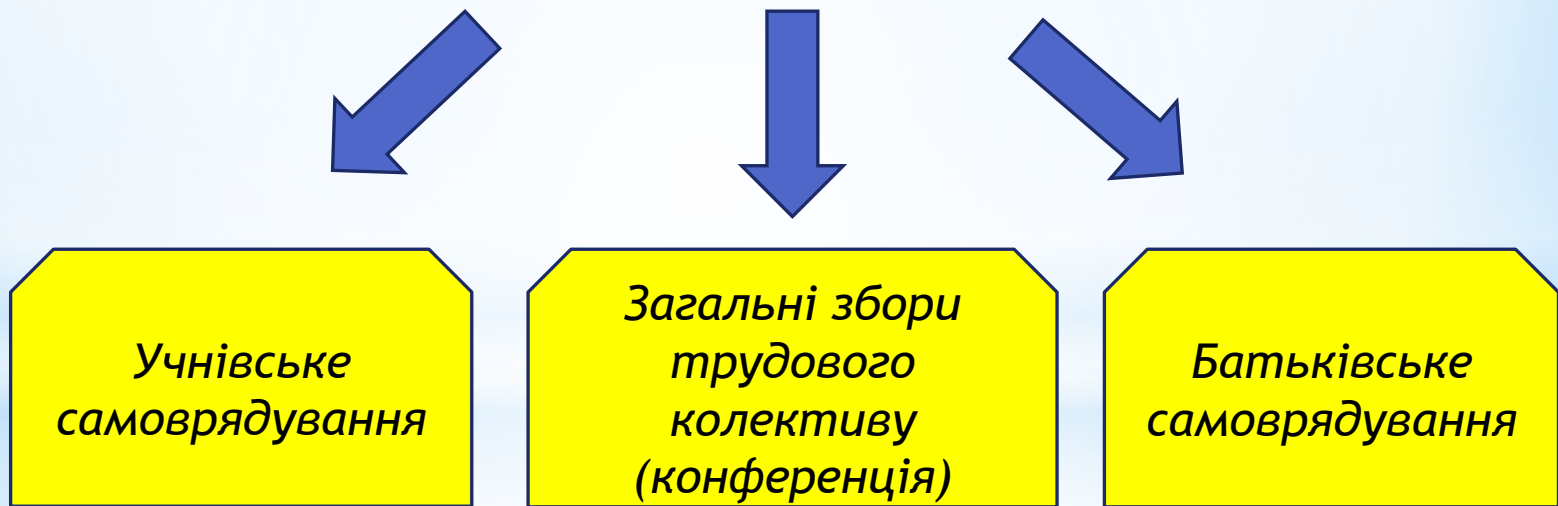 Учнівське
самоврядування
Загальні збори
трудового
колективу
(конференція)
Батьківське
самоврядування